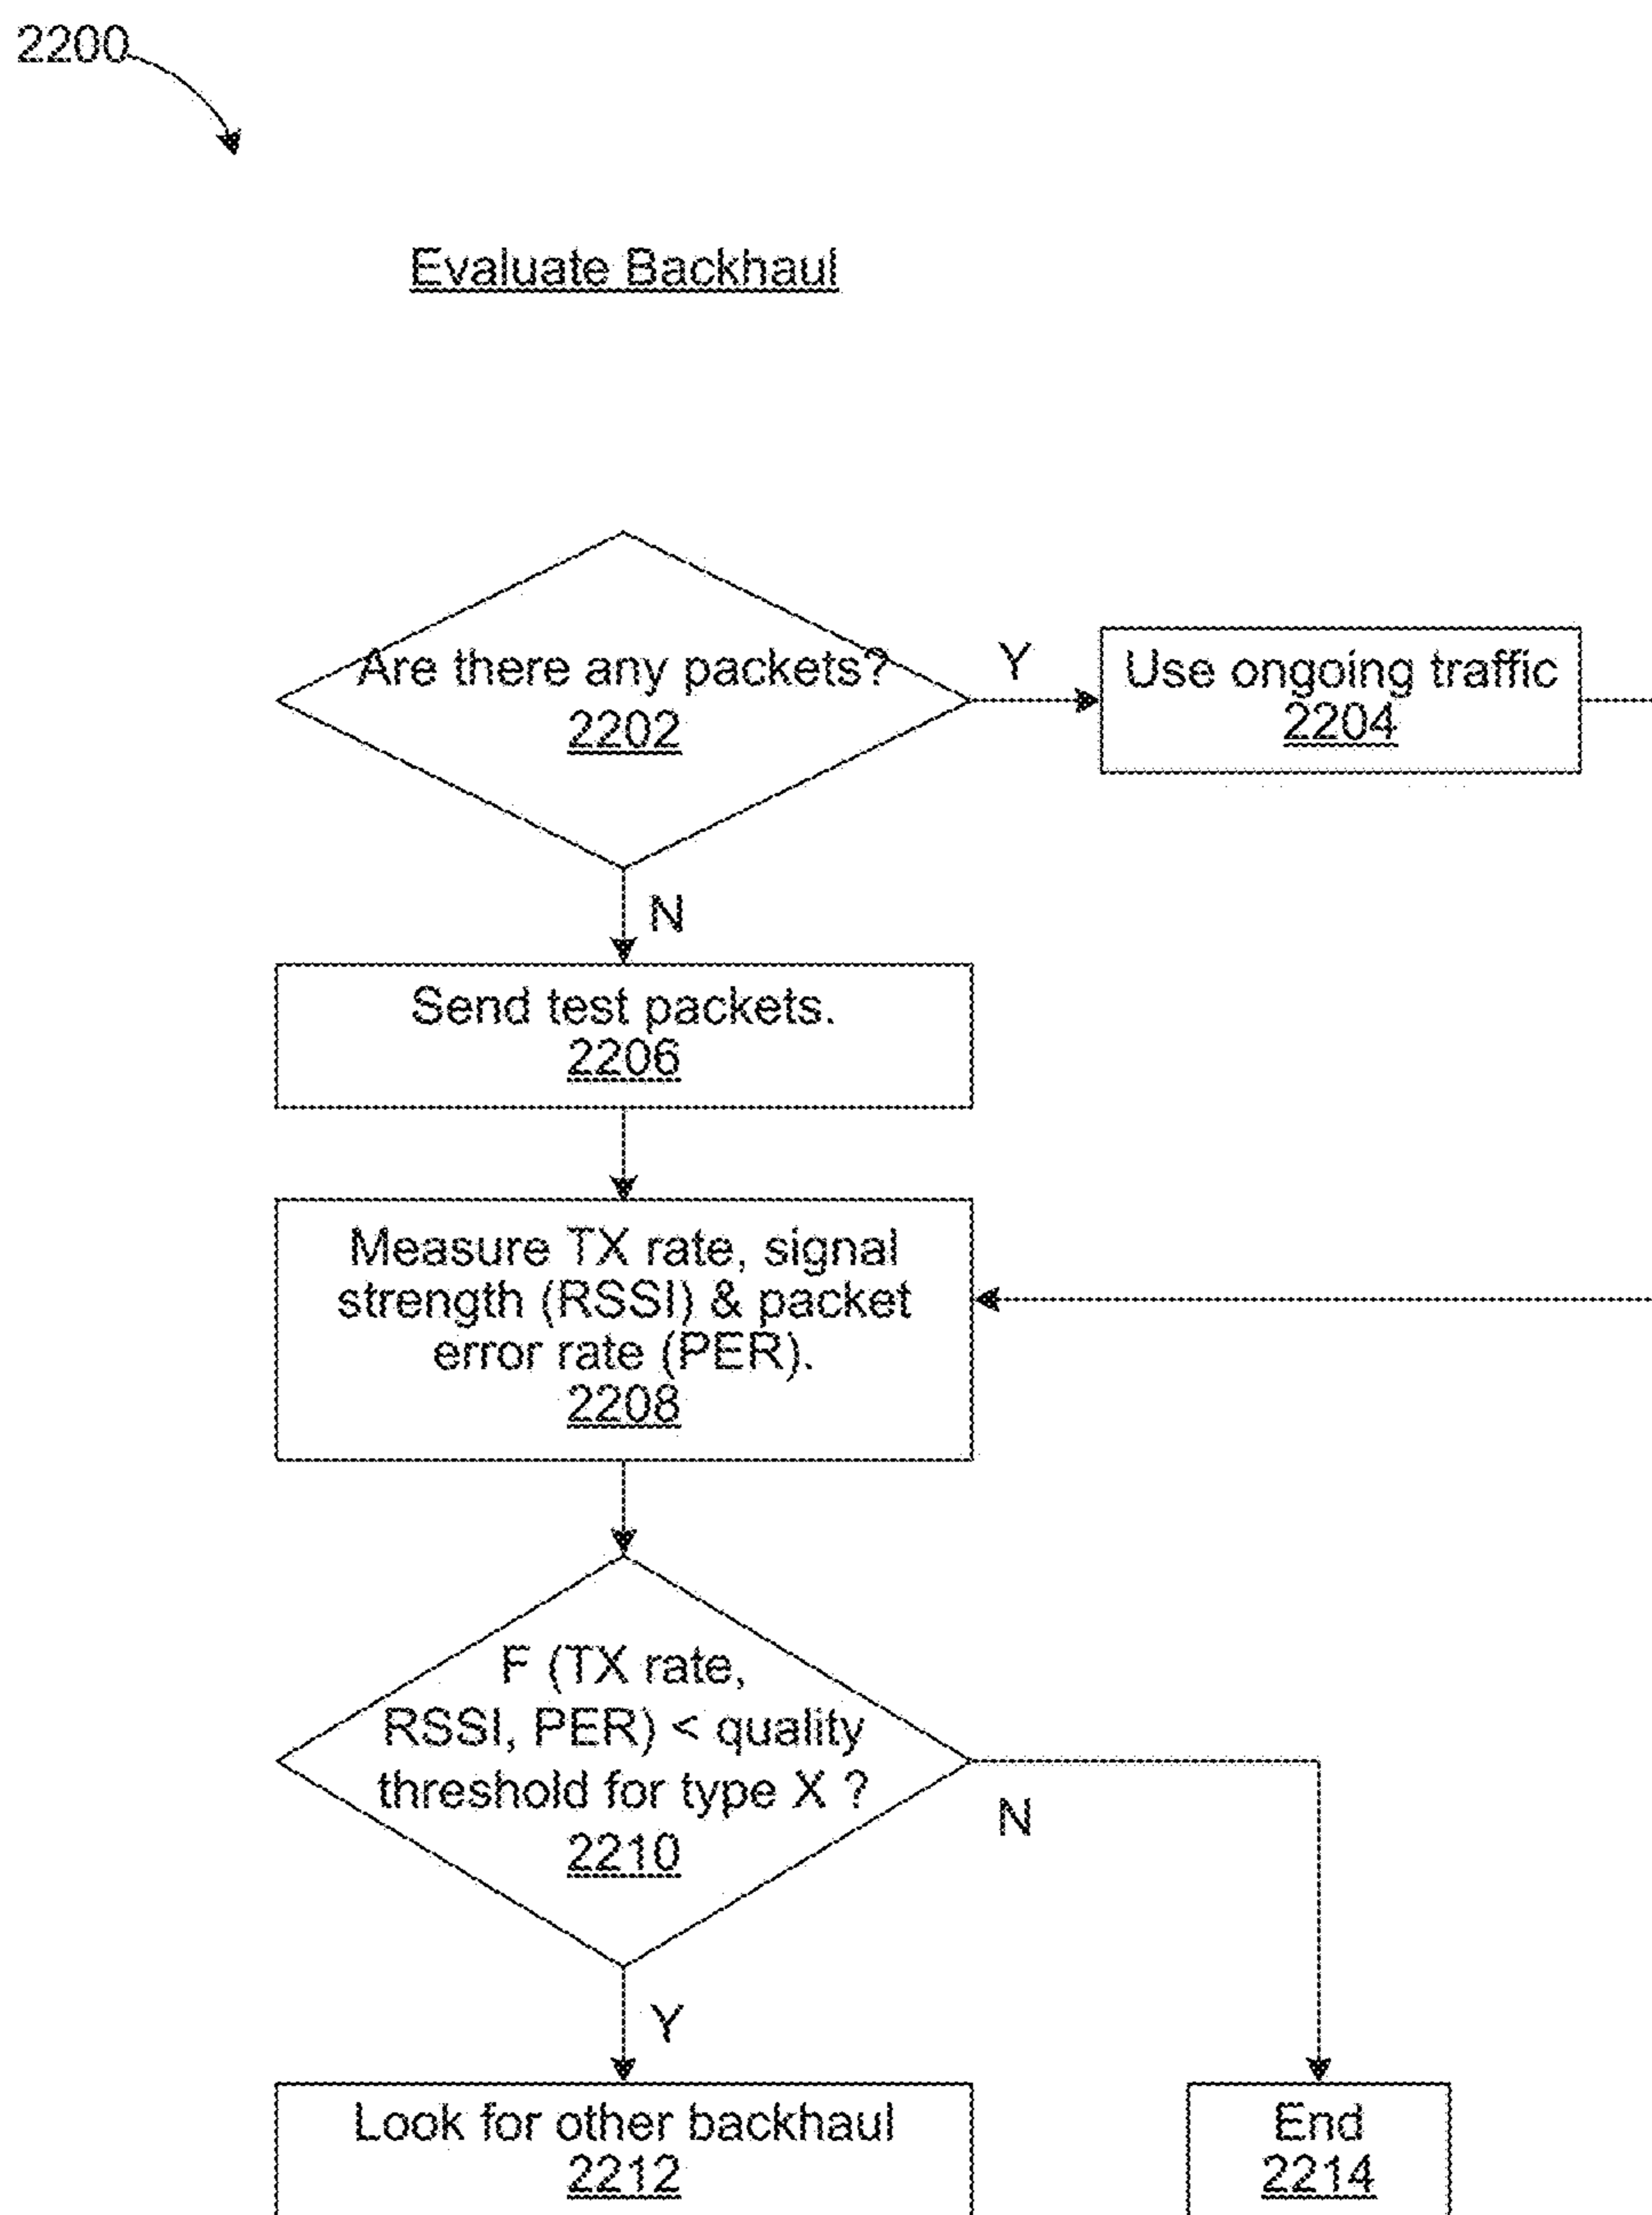 2200
Evaluate Backhaul
Are there any packets?
2202
Y
Use ongoing traffic
2204
N
Send test packets.
2206
Measure TX rate, signal
strength (RSSI) & packet
error rate (PER).
2208
F (TX rate,
RSSI, PER) < quality
threshold for type X ?
2210
N
Y
Look for other backhaul
2212
End
2214